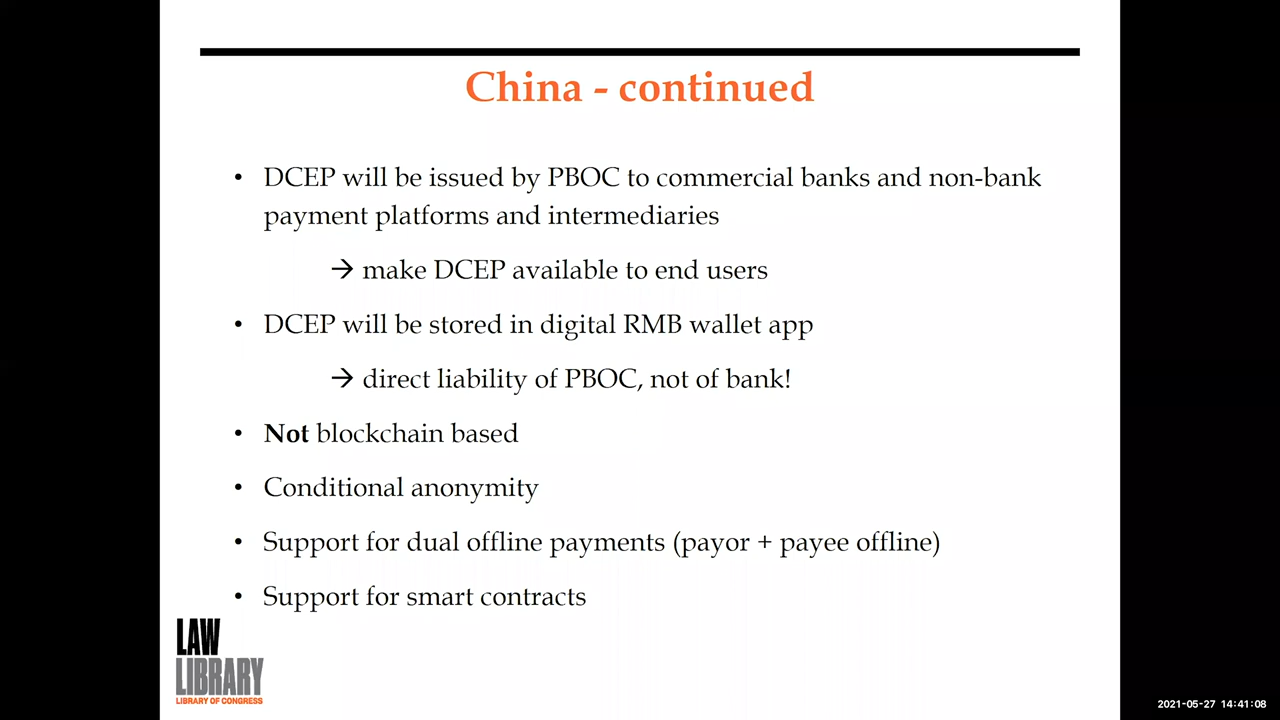 China - continued
• DCEP will be issued by PBOC to commercial banks and non-bank
payment platforms and intermediaries
→ make DCEP available to end users
• DCEP will be stored in digital RMB wallet app
→ direct liability of PBOC, not of bank!
• Not blockchain based
• Conditional anonymity
• Support for dual offline payments (payor + payee offline)
• Support for smart contracts
LAW
LIBRARY
LIBRARY OF CONGRESS
2021-05-27 14:41:08